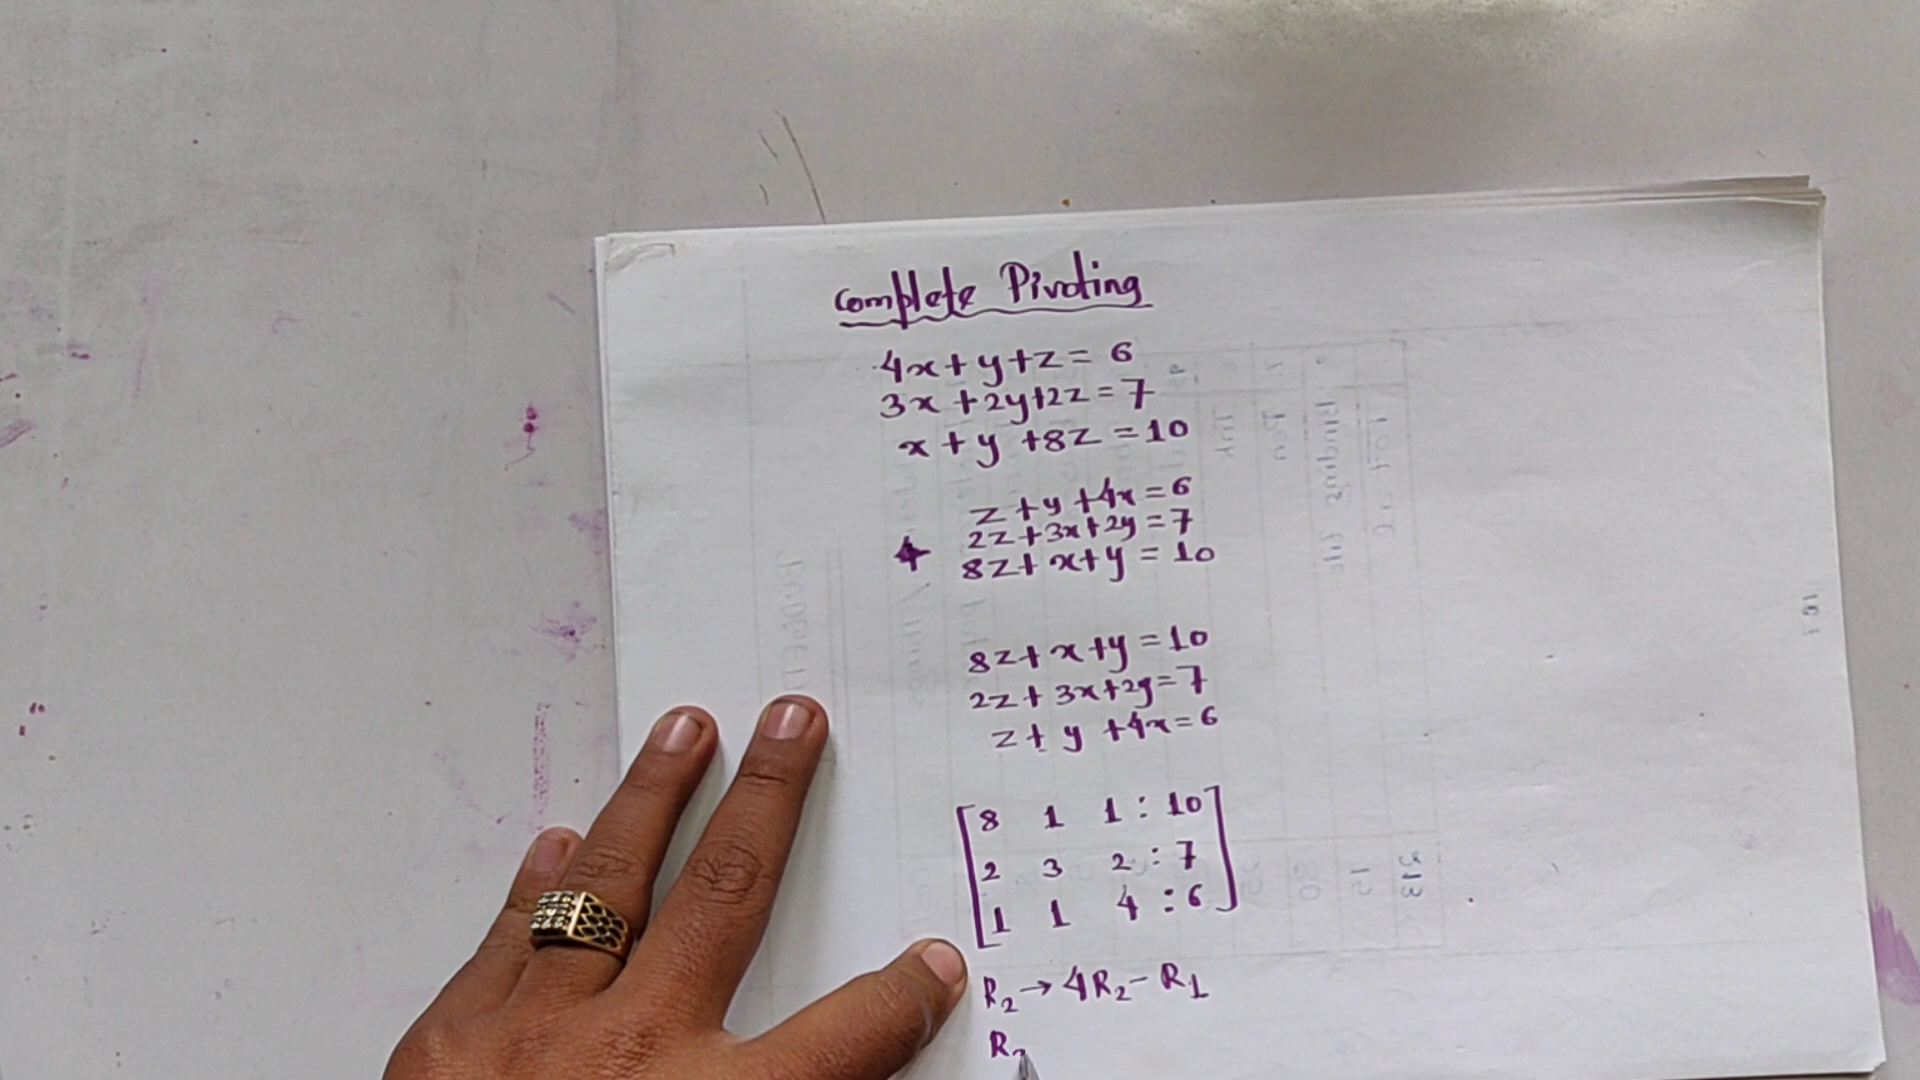 Complete Pivoting
4x + y + z = 6
3x + 2y + 2z = 7
x + y + 8z = 10
z + y + 4x = 6
2z + 3x + 2y = 7
8z + x + y = 10
8z + x + y = 10
2z + 3x + 2y = 7
z + y + 4x = 6
8 1 1 : 10
2 3 2 : 7
1 1 4 : 6
R₂ → 4R₂ - R₁
R